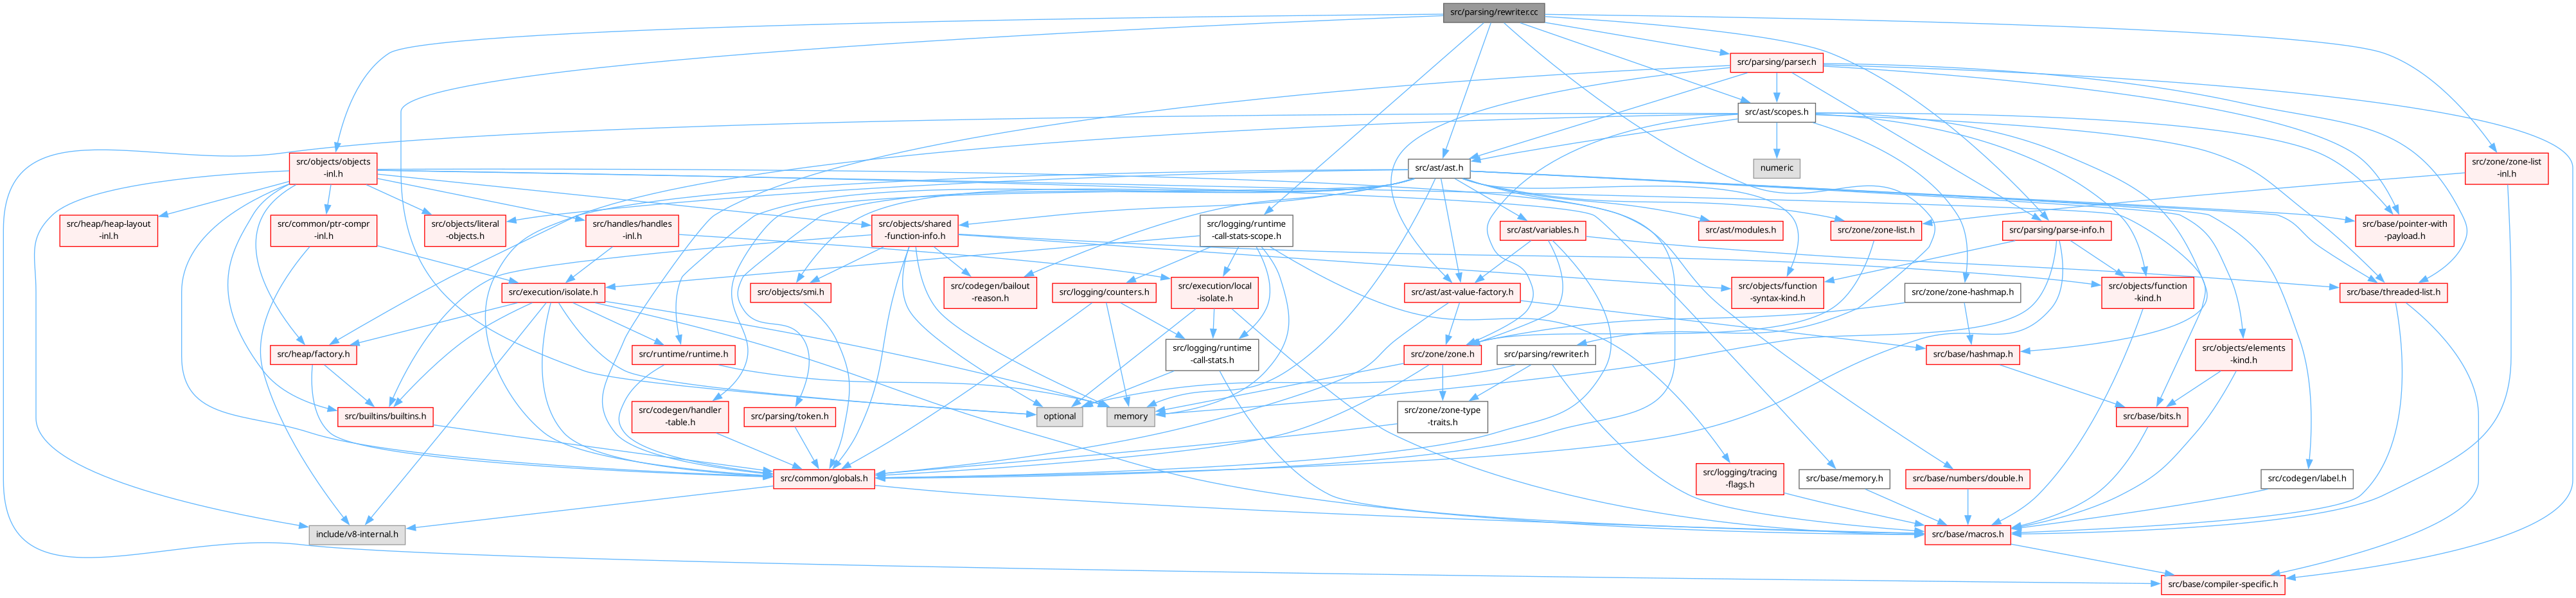 src/parsing/rewriter.cc
src/parsing/parser.h
src/ast/scopes.h
src/objects/objects
-inl.h
src/ast/ast.h
numeric
src/zone/zone-list
-inl.h
src/heap/heap-layout
-inl.h
src/common/ptr-compr
-inl.h
src/objects/literal
-objects.h
src/handles/handles
-inl.h
src/objects/shared
-function-info.h
src/logging/runtime
-call-stats-scope.h
src/ast/variables.h
src/ast/modules.h
src/zone/zone-list.h
src/parsing/parse-info.h
src/base/pointer-with
-payload.h
src/execution/isolate.h
src/objects/smi.h
src/codegen/bailout
-reason.h
src/logging/counters.h
src/execution/local
-isolate.h
src/ast/ast-value-factory.h
src/objects/function
-syntax-kind.h
src/zone/zone-hashmap.h
src/objects/function
-kind.h
src/base/threaded-list.h
src/heap/factory.h
src/runtime/runtime.h
src/logging/runtime
-call-stats.h
src/zone/zone.h
src/parsing/rewriter.h
src/base/hashmap.h
src/objects/elements
-kind.h
src/builtins/builtins.h
src/codegen/handler
-table.h
src/parsing/token.h
optional
memory
src/zone/zone-type
-traits.h
src/base/bits.h
src/common/globals.h
src/logging/tracing
-flags.h
src/base/memory.h
src/base/numbers/double.h
src/codegen/label.h
include/v8-internal.h
src/base/macros.h
src/base/compiler-specific.h